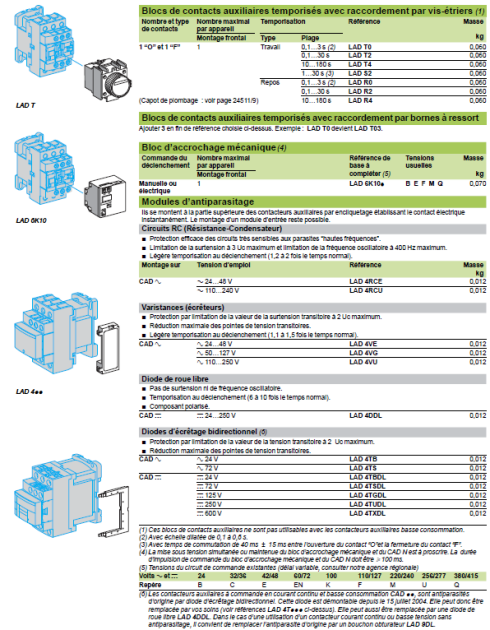 Blocs de contacts auxiliaires temporisés avec raccordement par vis-étriers (1)
Nombre et type de contacts Nombre maximal par appareil Temporisation Référence Masse
Montage frontal Type Plage kg
1 "O" et 1 "F" 1 Travail 0,1...3 s (2) LAD T0 0,060
0,1...30 s LAD T2 0,060
10...180 s LAD T4 0,060
1...30 s (3) LAD S2 0,060
Repos 0,1...3 s (2) LAD R0 0,060
0,1...30 s LAD R2 0,060
(Capot de plombage : voir page 24511/9) 10...180 s LAD R4 0,060
LAD T
Blocs de contacts auxiliaires temporisés avec raccordement par bornes à ressort
Ajouter 3 en fin de référence choisie ci-dessus. Exemple : LAD T0 devient LAD T03.
Bloc d'accrochage mécanique (4)
Commande du déclenchement Nombre maximal par appareil Référence de base à compléter (5) Tensions usuelles Masse
Montage frontal kg
Manuelle ou électrique 1 LAD 6K10● B E F M Q 0,070
LAD 6K10
Modules d'antiparasitage
Ils se montent à la partie supérieure des contacteurs auxiliaires par encliquetage établissant le contact électrique
instantanément. Le montage d'un module d'entrée reste possible.
Circuits RC (Résistance-Condensateur)
■ Protection efficace des circuits très sensibles aux parasites "hautes fréquences".
■ Limitation de la surtension à 3 Uc maximum et limitation de la fréquence oscillatoire à 400 Hz maximum.
■ Légère temporisation au déclenchement (1,2 à 2 fois le temps normal).
Montage sur Tension d'emploi Référence Masse
kg
CAD ∿ ∿ 24...48 V LAD 4RCE 0,012
∿ 110...240 V LAD 4RCU 0,012
Varistances (écrêteurs)
■ Protection par limitation de la valeur de la surtension transitoire à 2 Uc maximum.
■ Réduction maximale des pointes de tension transitoires.
■ Légère temporisation au déclenchement (1,1 à 1,5 fois le temps normal).
CAD ∿ ∿ 24...48 V LAD 4VE 0,012
∿ 50...127 V LAD 4VG 0,012
∿ 110...250 V LAD 4VU 0,012
LAD 4●●
Diode de roue libre
■ Pas de surtension ni de fréquence oscillatoire.
■ Temporisation au déclenchement (6 à 10 fois le temps normal).
■ Composant polarisé.
CAD ⎓ ⎓ 24...250 V LAD 4DDL 0,012
Diodes d'écrêtage bidirectionnel (6)
■ Protection par limitation de la valeur de la tension transitoire à 2 Uc maximum.
■ Réduction maximale des pointes de tension transitoires.
CAD ∿ ∿ 24 V LAD 4TB 0,012
∿ 72 V LAD 4TS 0,012
CAD ⎓ ⎓ 24 V LAD 4TBDL 0,012
⎓ 72 V LAD 4TSDL 0,012
⎓ 125 V LAD 4TGDL 0,012
⎓ 250 V LAD 4TUDL 0,012
⎓ 600 V LAD 4TXDL 0,012
(1) Ces blocs de contacts auxiliaires ne sont pas utilisables avec les contacteurs auxiliaires basse consommation.
(2) Avec échelle dilatée de 0,1 à 0,6 s.
(3) Avec temps de commutation de 40 ms ± 15 ms entre l'ouverture du contact "O" et la fermeture du contact "F".
(4) La mise sous tension simultanée ou maintenue du bloc d'accrochage mécanique et du CAD N est à proscrire. La durée
d'impulsion de commande du bloc d'accrochage mécanique et du CAD N doit être > 100 ms.
(5) Tensions du circuit de commande existantes (délai variable, consulter notre agence régionale)
Volts ∿ et ⎓ 24 32/36 42/48 60/72 100 110/127 220/240 256/277 380/415
Repère B C E EN K F M U Q
(6) Les contacteurs auxiliaires à commande en courant continu et basse consommation CAD ●●, sont antiparasités
d'origine par diode d'écrêtage bidirectionnel. Cette diode est démontable depuis le 15 juillet 2004. Elle peut donc être
remplacée par vos soins (voir références LAD 4T●●● ci-dessus). Elle peut aussi être remplacée par une diode de
roue libre LAD 4DDL. Dans le cas d'une utilisation d'un contacteur courant continu ou basse tension sans
antiparasitage, il convient de remplacer l'antiparasite d'origine par un bouchon obturateur LAD 9DL.